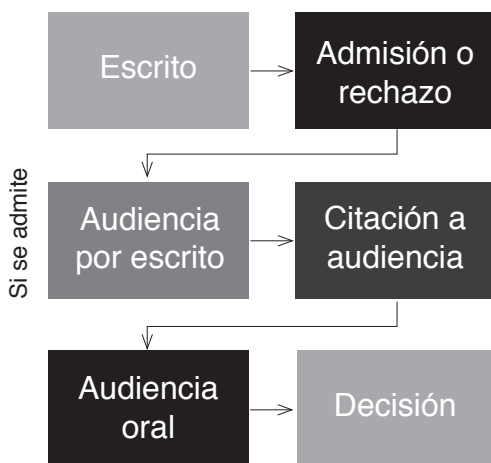 Escrito
Admisión o
rechazo
Si se admite
Audiencia
por escrito
Citación a
audiencia
Audiencia
oral
Decisión